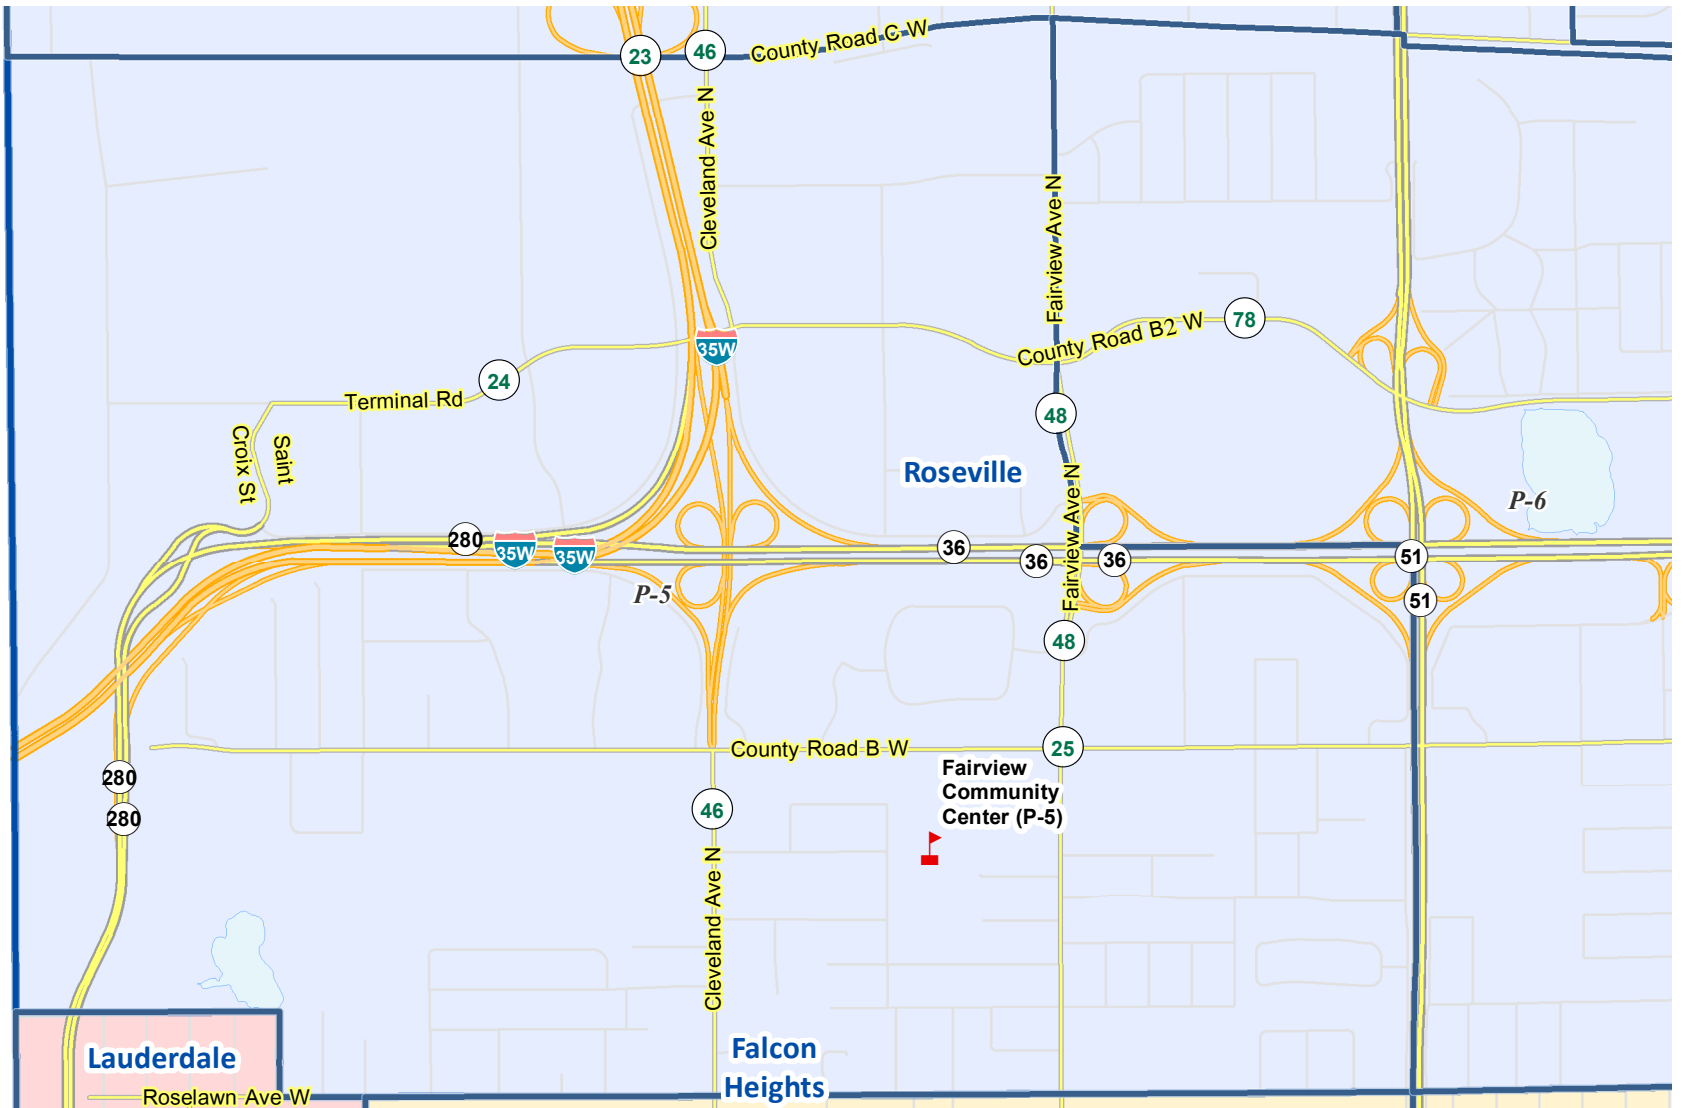 County Road C W
23
46
Cleveland Ave N
Fairview Ave N
78
County Road B2 W
35W
24
Terminal Rd
48
Saint
Croix St
Roseville
Fairview Ave N
P-6
280
35W
35W
36
36
36
51
P-5
51
48
County Road B W
25
Fairview
Community
Center (P-5)
280
46
280
Cleveland Ave N
Lauderdale
Falcon
Heights
Roselawn Ave W